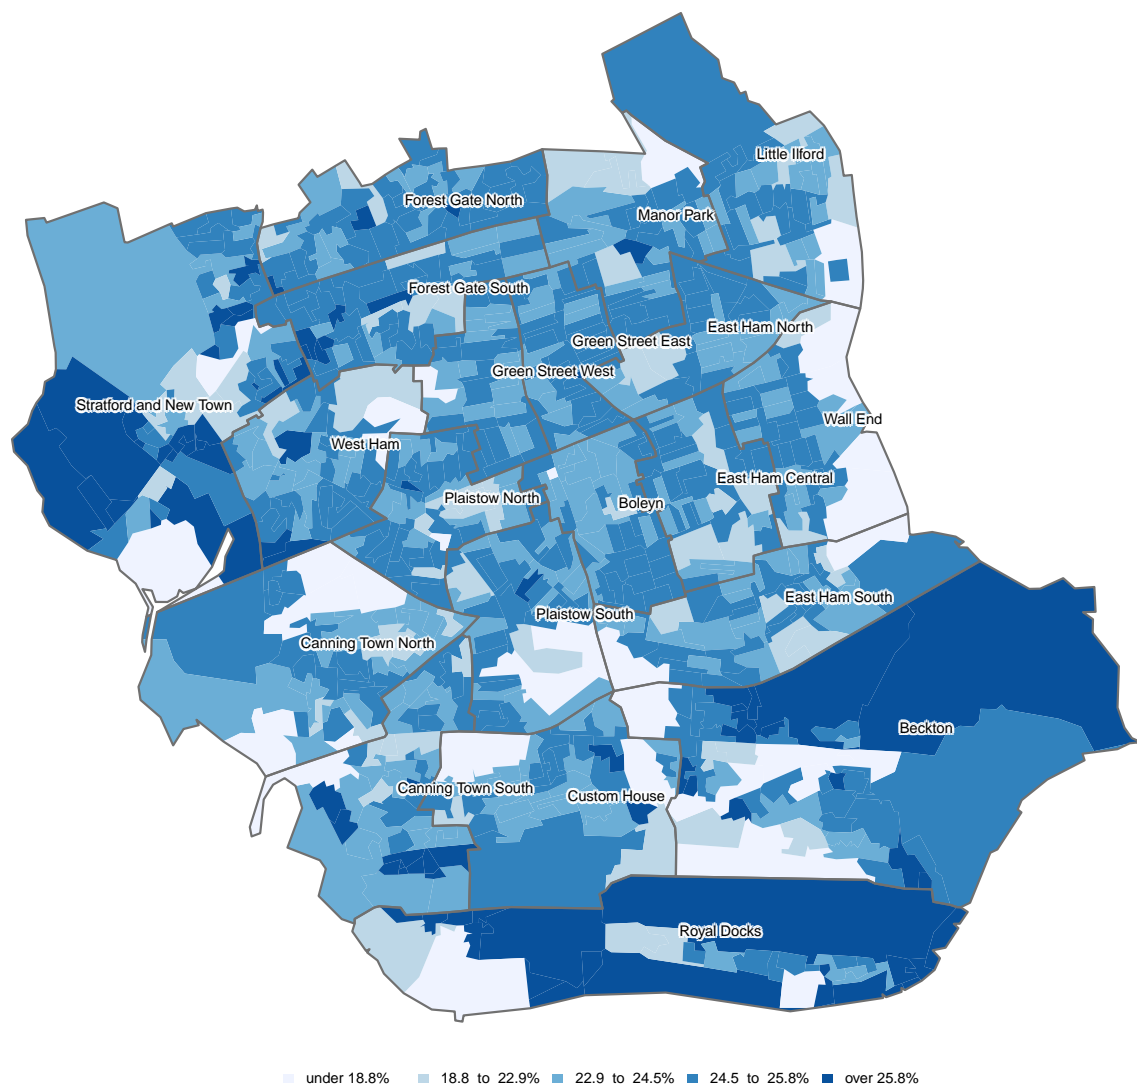 Little Ilford
Forest Gate North
Manor Park
Forest Gate South
East Ham North
Green Street East
Green Street West
Stratford and New Town
Wall End
West Ham
East Ham Central
Plaistow North
Boleyn
East Ham South
Plaistow South
Canning Town North
Beckton
Canning Town South
Custom House
Royal Docks
under 18.8% 18.8 to 22.9% 22.9 to 24.5% 24.5 to 25.8% over 25.8%